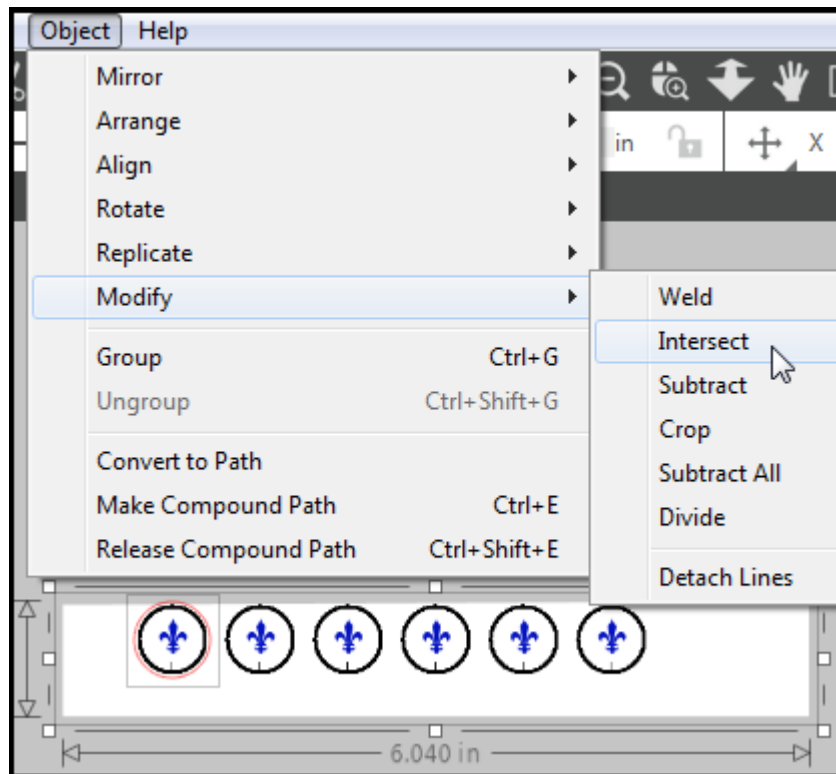 Object Help
Mirror
Arrange
Align
Rotate
Replicate
Modify
Group Ctrl+G
Ungroup Ctrl+Shift+G
Convert to Path
Make Compound Path Ctrl+E
Release Compound Path Ctrl+Shift+E
in X
Weld
Intersect
Subtract
Crop
Subtract All
Divide
Detach Lines
6.040 in